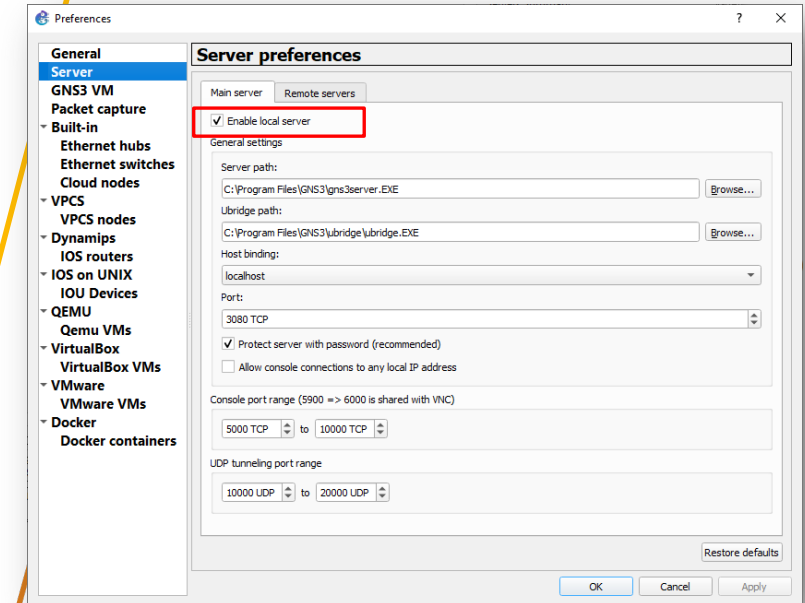 Preferences
?
General
Server
GNS3 VM
Packet capture
Built-in
Ethernet hubs
Ethernet switches
Cloud nodes
VPCS
VPCS nodes
Dynamips
IOS routers
IOS on UNIX
IOU Devices
QEMU
Qemu VMs
VirtualBox
VirtualBox VMs
VMware
VMware VMs
Docker
Docker containers
Server preferences
Main server Remote servers
Enable local server
General settings
Server path:
C:\Program Files\GNS3\gns3server.EXE Browse...
Ubridge path:
C:\Program Files\GNS3\ubridge\ubridge.EXE Browse...
Host binding:
localhost
Port:
3080 TCP
Protect server with password (recommended)
Allow console connections to any local IP address
Console port range (5900 => 6000 is shared with VNC)
5000 TCP to 10000 TCP
UDP tunneling port range
10000 UDP to 20000 UDP
Restore defaults
OK Cancel Apply